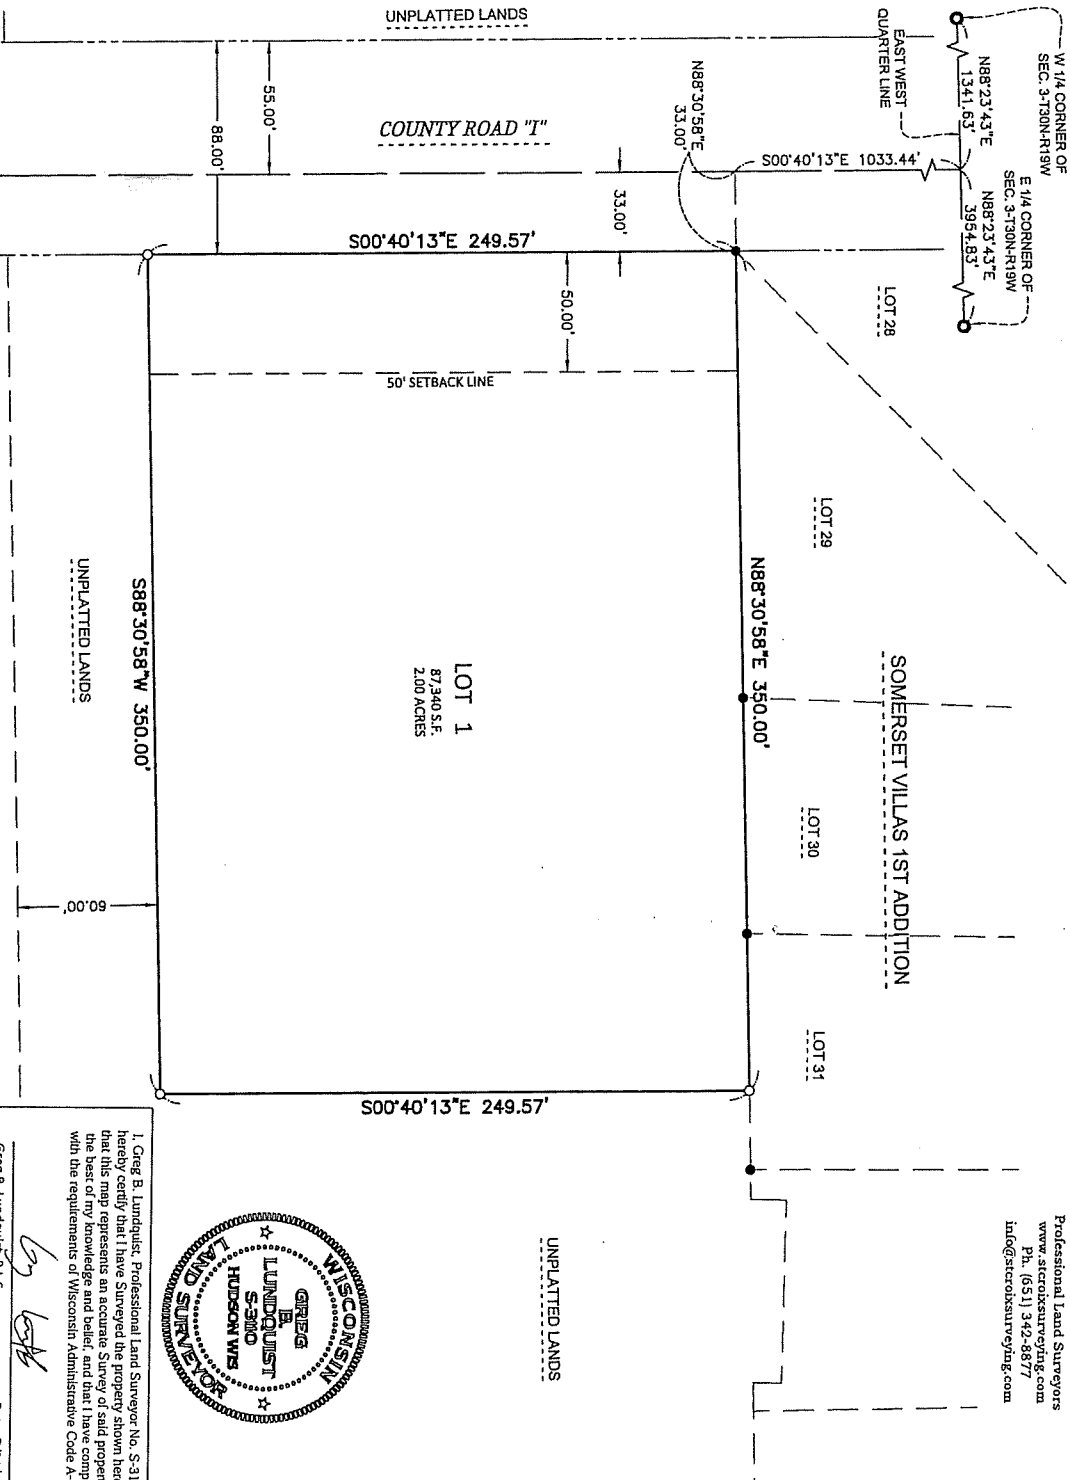 UNPLATTED LANDS
W 1/4 CORNER OF
SEC. 3-T30N-R19W
N88°23'43"E
1341.63'
EAST WEST
QUARTER LINE
E 1/4 CORNER OF
SEC. 3-T30N-R19W
N88°23'43"E
3954.83'
S00°40'13"E 1033.44'
N88°30'58"E
33.00'
55.00'
88.00'
COUNTY ROAD "I"
33.00'
S00°40'13"E 249.57'
50.00'
50' SETBACK LINE
LOT 28
LOT 29
SOMERSET VILLAS 1ST ADDITION
N88°30'58"E 350.00'
LOT 30
LOT 31
LOT 1
87,340 S.F.
2.00 ACRES
UNPLATTED LANDS
S88°30'58"W 350.00'
60.00'
S00°40'13"E 249.57'
UNPLATTED LANDS
Professional Land Surveyors
www.stcroixsurveying.com
Ph. (651) 342-8877
info@stcroixsurveying.com
WISCONSIN
GREG
B.
LUNDQUIST
S-3110
HUDSON WIS
LAND SURVEYOR
I, Greg B. Lundquist, Professional Land Surveyor No. S-31
hereby certify that I have Surveyed the property shown her
that this map represents an accurate Survey of said proper
the best of my knowledge and belief, and that I have comp
with the requirements of Wisconsin Administrative Code A-